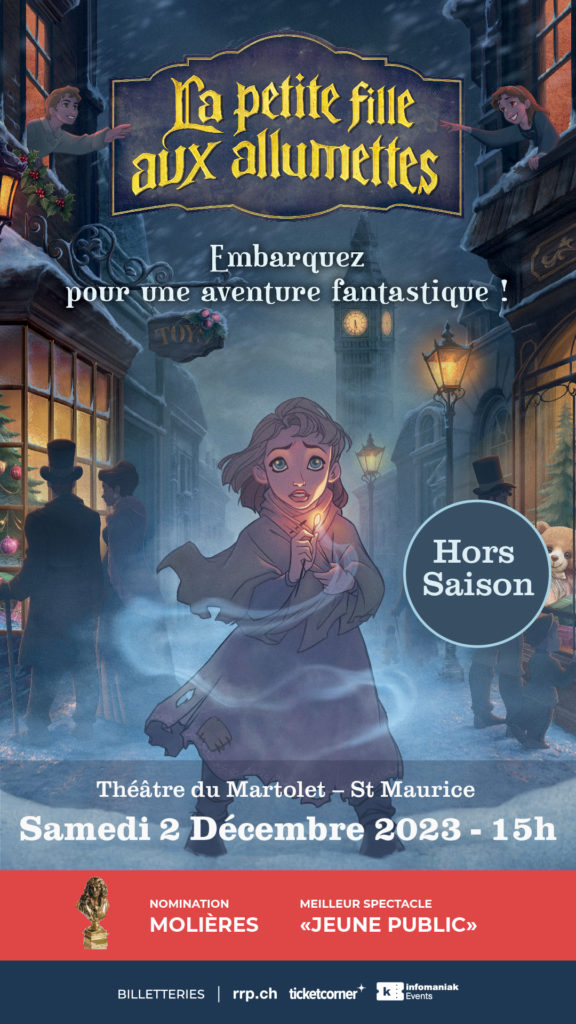 La petite fille
aux allumettes
Embarquez
pour une aventure fantastique !
TOY
Hors
Saison
Théâtre du Martolet – St Maurice
Samedi 2 Décembre 2023 - 15h
NOMINATION
MOLIÈRES
MEILLEUR SPECTACLE
«JEUNE PUBLIC»
BILLETTERIES | rrp.ch ticketcorner k infomaniak
Events